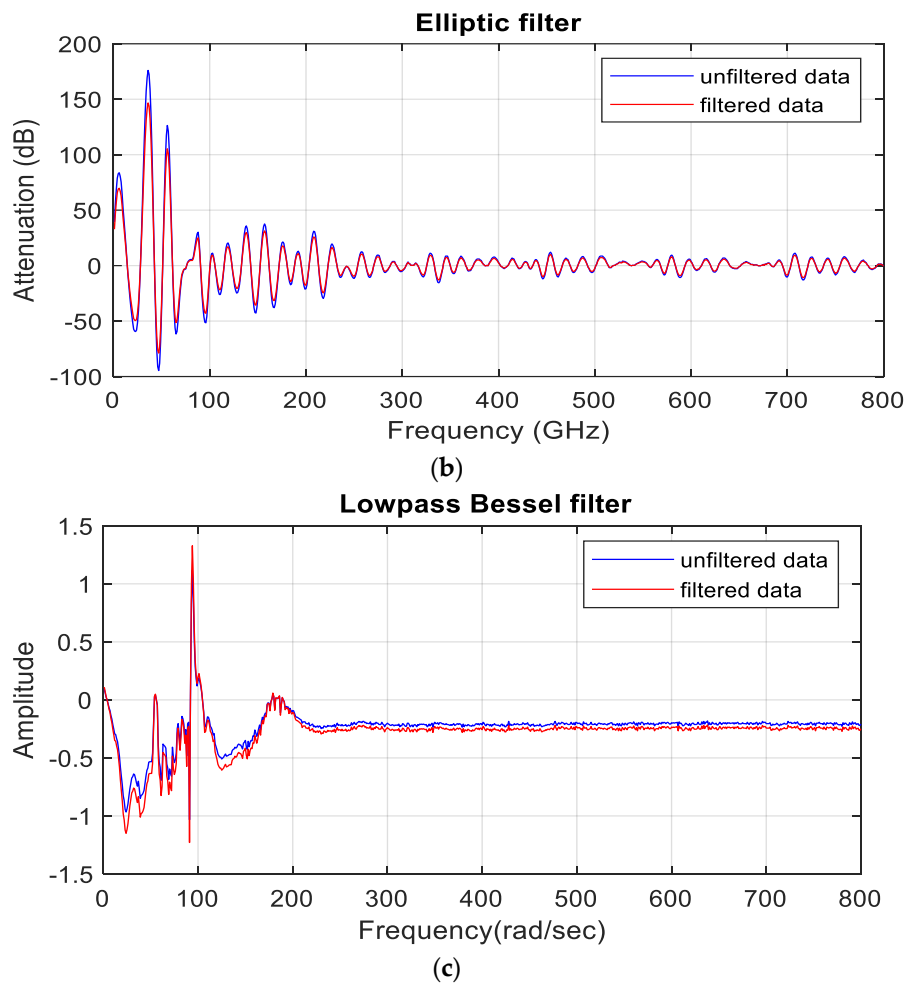 Elliptic filter
200
150
100
50
0
-50
-100
Attenuation (dB)
unfiltered data
filtered data
0 100 200 300 400 500 600 700 800
Frequency (GHz)
(b)
Lowpass Bessel filter
1.5
1
0.5
0
-0.5
-1
-1.5
Amplitude
unfiltered data
filtered data
0 100 200 300 400 500 600 700 800
Frequency(rad/sec)
(c)